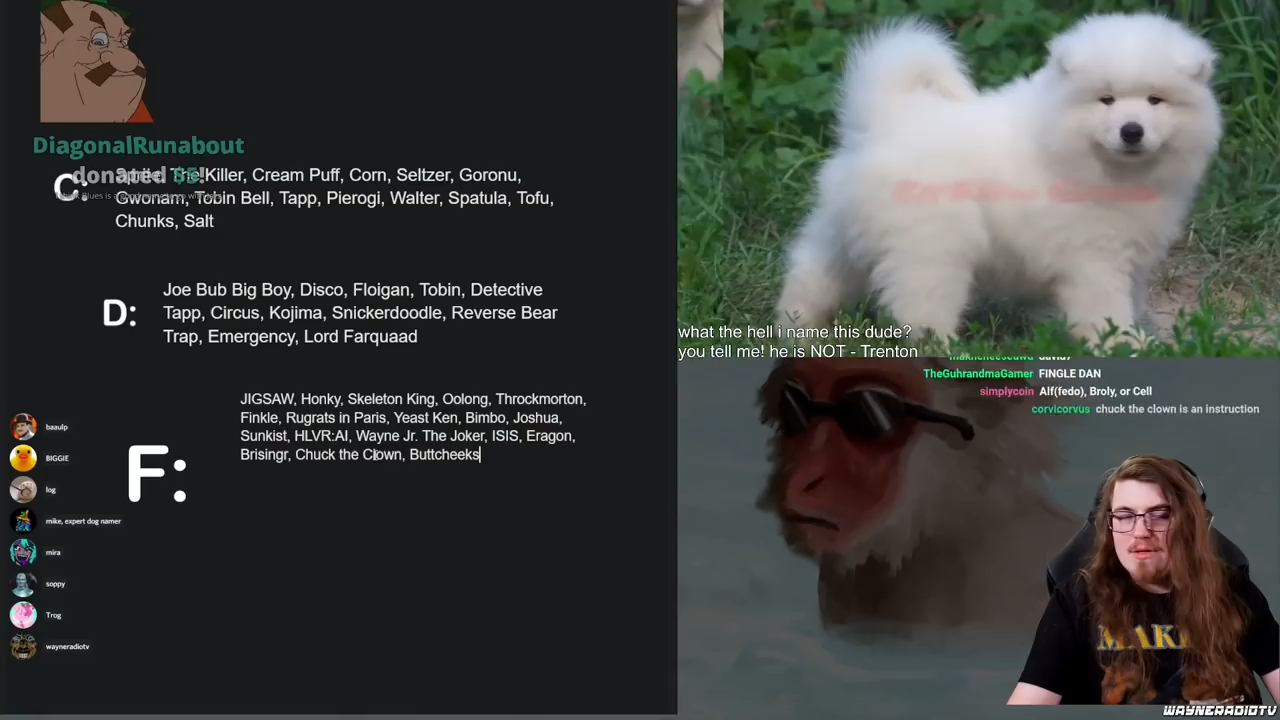 DiagonalRunabout
donated $5!
C:
The Killer, Cream Puff, Corn, Seltzer, Goronu,
Gwonam, Tobin Bell, Tapp, Pierogi, Walter, Spatula, Tofu,
Chunks, Salt
D:
Joe Bub Big Boy, Disco, Floigan, Tobin, Detective
Tapp, Circus, Kojima, Snickerdoodle, Reverse Bear
Trap, Emergency, Lord Farquaad
F:
JIGSAW, Honky, Skeleton King, Oolong, Throckmorton,
Finkle, Rugrats in Paris, Yeast Ken, Bimbo, Joshua,
Sunkist, HLVR:AI, Wayne Jr. The Joker, ISIS, Eragon,
Brisingr, Chuck the Clown, Buttcheeks
baaulp
BIGGIE
log
mike, expert dog namer
mira
soppy
Trog
wayneradiotv
what the hell i name this dude?
you tell me! he is NOT - Trenton
TheGuhrandmaGamer FINGLE DAN
simplycoin Alf(fedo), Broly, or Cell
corvicorvus chuck the clown is an instruction
MAK
WAYNERADIOTV